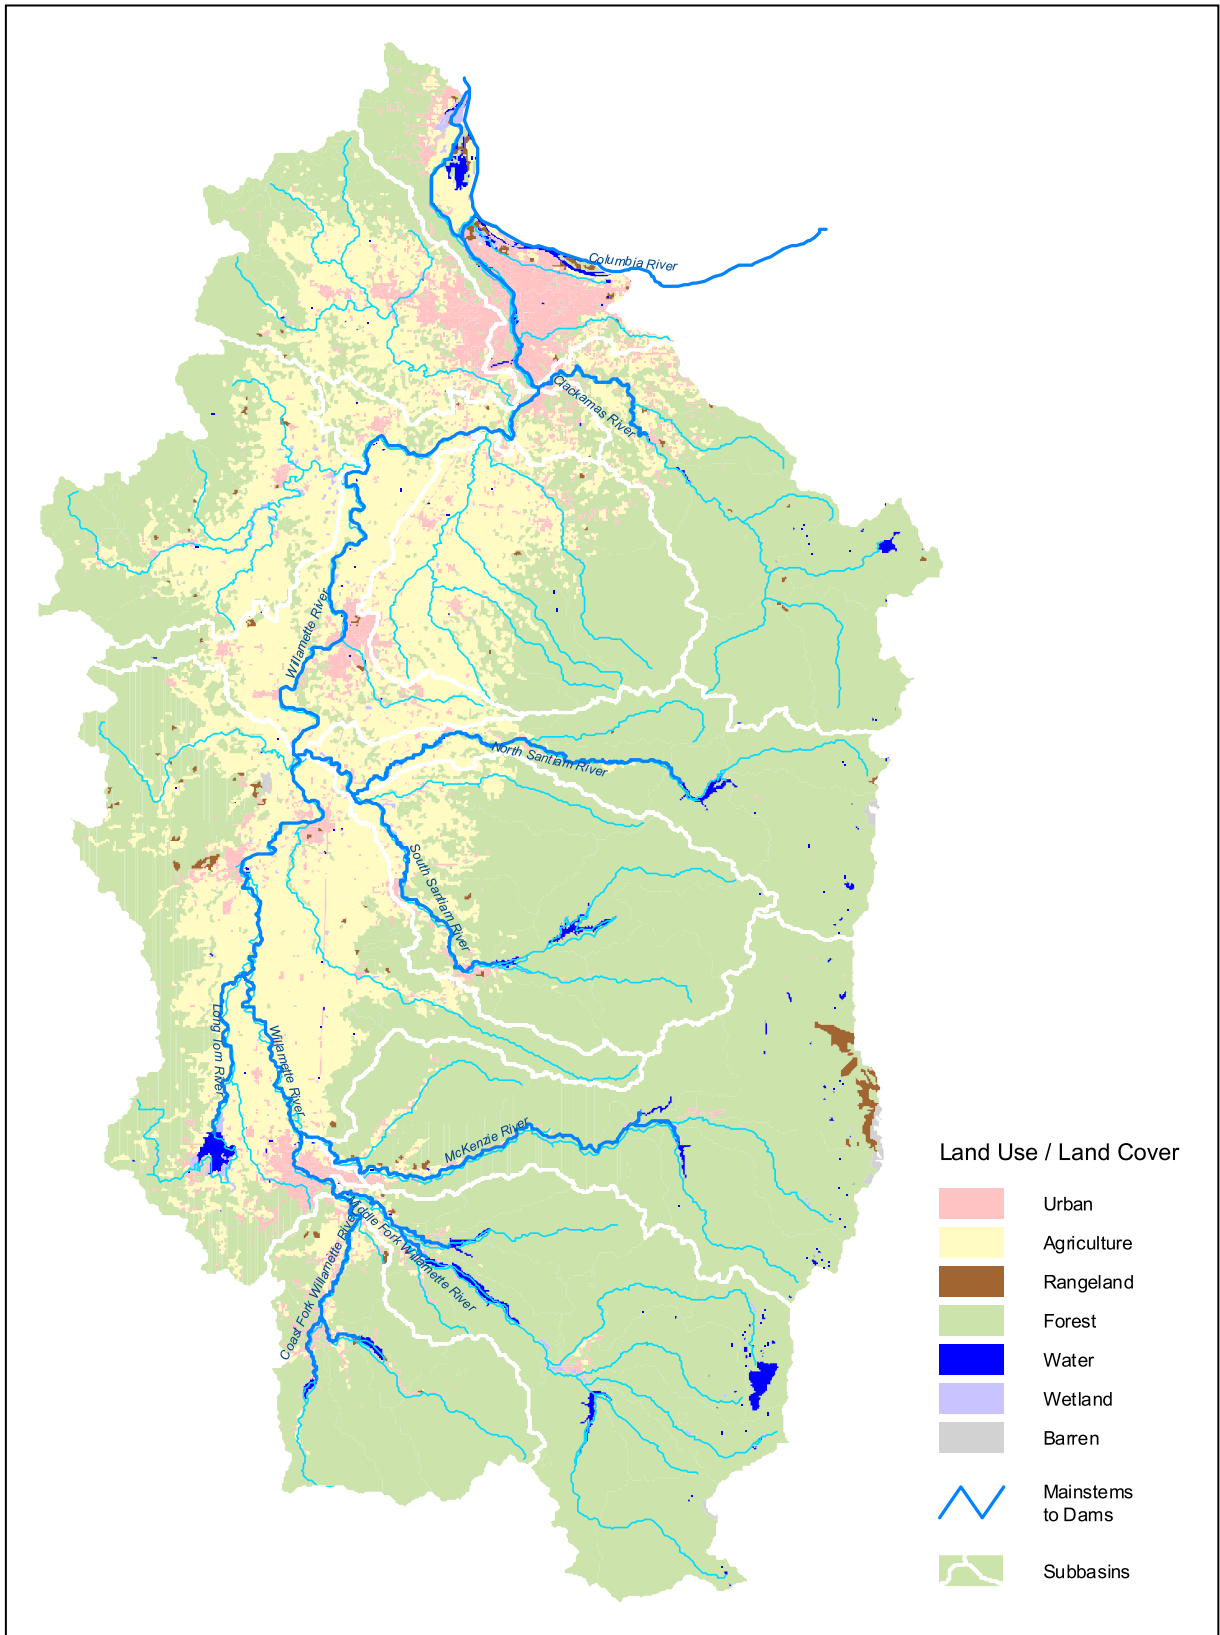 Columbia River
Clackamas River
Willamette River
North Santiam River
South Santiam River
Long Tom River
Willamette River
McKenzie River
Middle Fork Willamette River
Coast Fork Willamette River
Land Use / Land Cover
Urban
Agriculture
Rangeland
Forest
Water
Wetland
Barren
Mainstems
to Dams
Subbasins